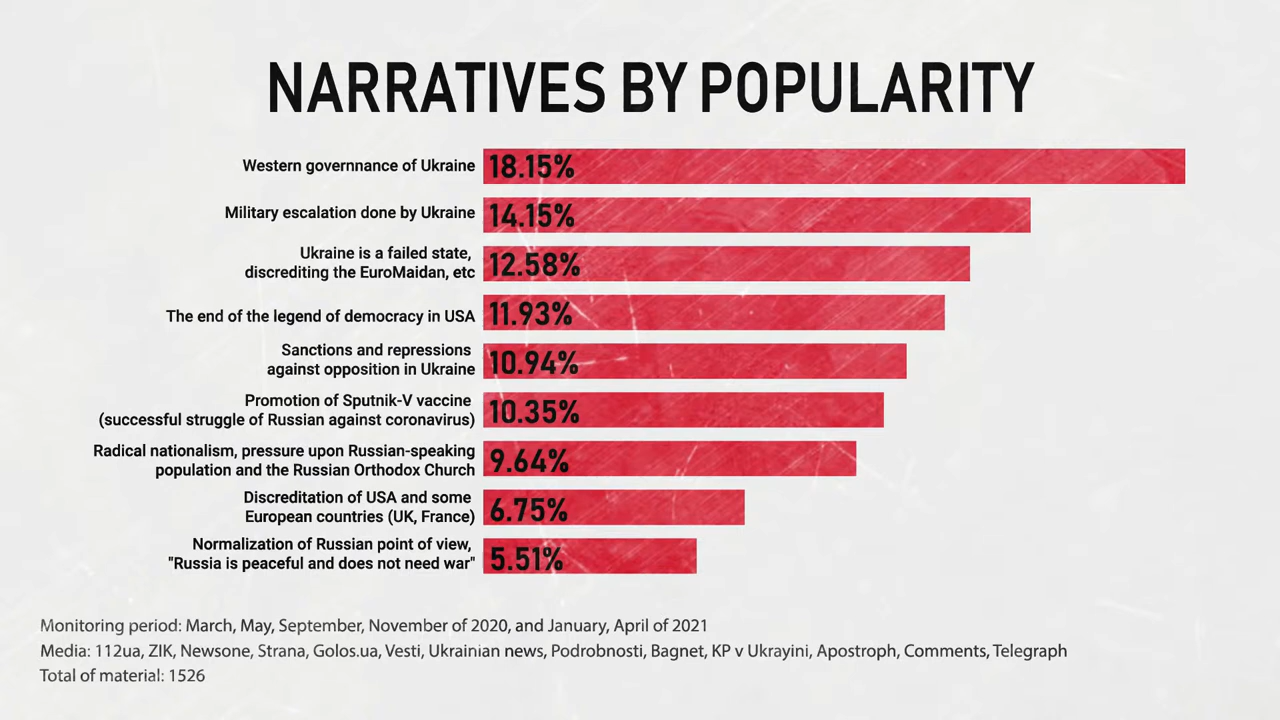 NARRATIVES BY POPULARITY
Western governnance of Ukraine 18.15%
Military escalation done by Ukraine 14.15%
Ukraine is a failed state,
discrediting the EuroMaidan, etc 12.58%
The end of the legend of democracy in USA 11.93%
Sanctions and repressions
against opposition in Ukraine 10.94%
Promotion of Sputnik-V vaccine
(successful struggle of Russian against coronavirus) 10.35%
Radical nationalism, pressure upon Russian-speaking
population and the Russian Orthodox Church 9.64%
Discreditation of USA and some
European countries (UK, France) 6.75%
Normalization of Russian point of view,
"Russia is peaceful and does not need war" 5.51%
Monitoring period: March, May, September, November of 2020, and January, April of 2021
Media: 112ua, ZIK, Newsone, Strana, Golos.ua, Vesti, Ukrainian news, Podrobnosti, Bagnet, KP v Ukrayini, Apostroph, Comments, Telegraph
Total of material: 1526